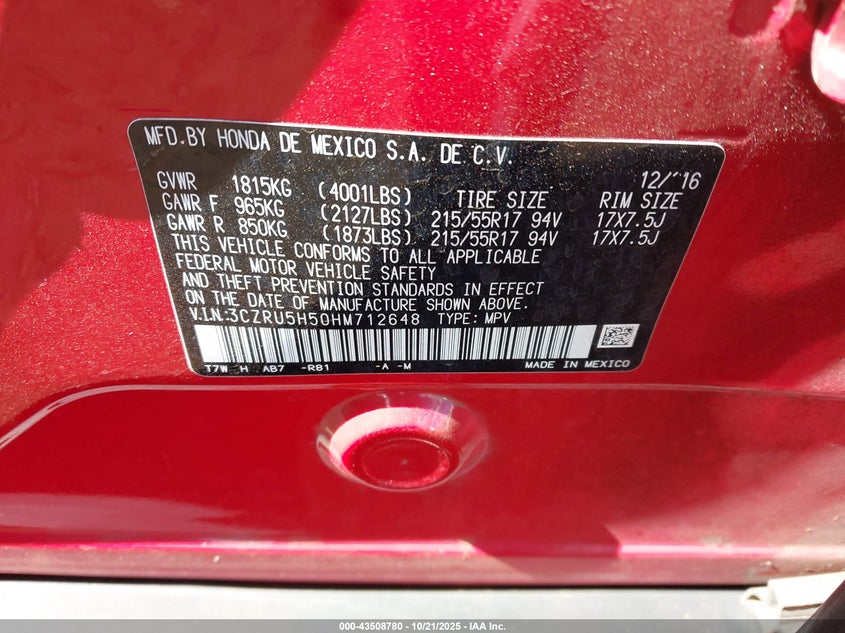 MFD.BY HONDA DE MEXICO S.A. DE C.V.
12/'16
GVWR 1815KG (4001LBS) TIRE SIZE RIM SIZE
GAWR F 965KG (2127LBS) 215/55R17 94V 17X7.5J
GAWR R 850KG (1873LBS) 215/55R17 94V 17X7.5J
THIS VEHICLE CONFORMS TO ALL APPLICABLE
FEDERAL MOTOR VEHICLE SAFETY
AND THEFT PREVENTION STANDARDS IN EFFECT
ON THE DATE OF MANUFACTURE SHOWN ABOVE.
V.I.N.:3CZRU5H50HM712648 TYPE: MPV
T7W H AB7 -R81 -A -M MADE IN MEXICO
000-43508780 - 10/21/2025 - IAA Inc.